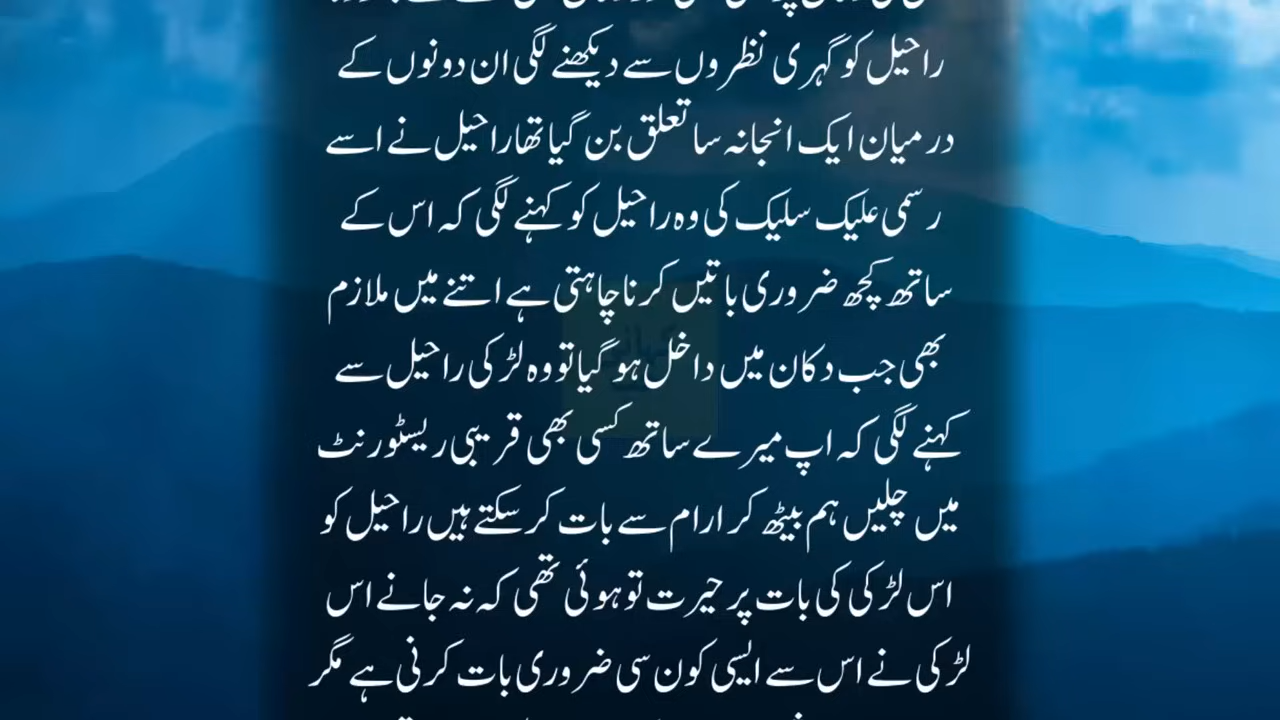 راحیل کو گہری نظروں سے دیکھنے لگی ان دونوں کے
درمیان ایک انجانہ سا تعلق بن گیا تھا راحیل نے اسے
رسمی علیک سلیک کی وہ راحیل کو کہنے لگی کہ اس کے
ساتھ کچھ ضروری باتیں کرنا چاہتی ہے اتنے میں ملازم
بھی جب دکان میں داخل ہو گیا تو وہ لڑکی راحیل سے
کہنے لگی کہ اپ میرے ساتھ کسی بھی قریبی ریسٹورنٹ
میں چلیں ہم بیٹھ کر ارام سے بات کر سکتے ہیں راحیل کو
اس لڑکی کی بات پر حیرت تو ہوئی تھی کہ نہ جانے اس
لڑکی نے اس سے ایسی کون سی ضروری بات کرنی ہے مگر